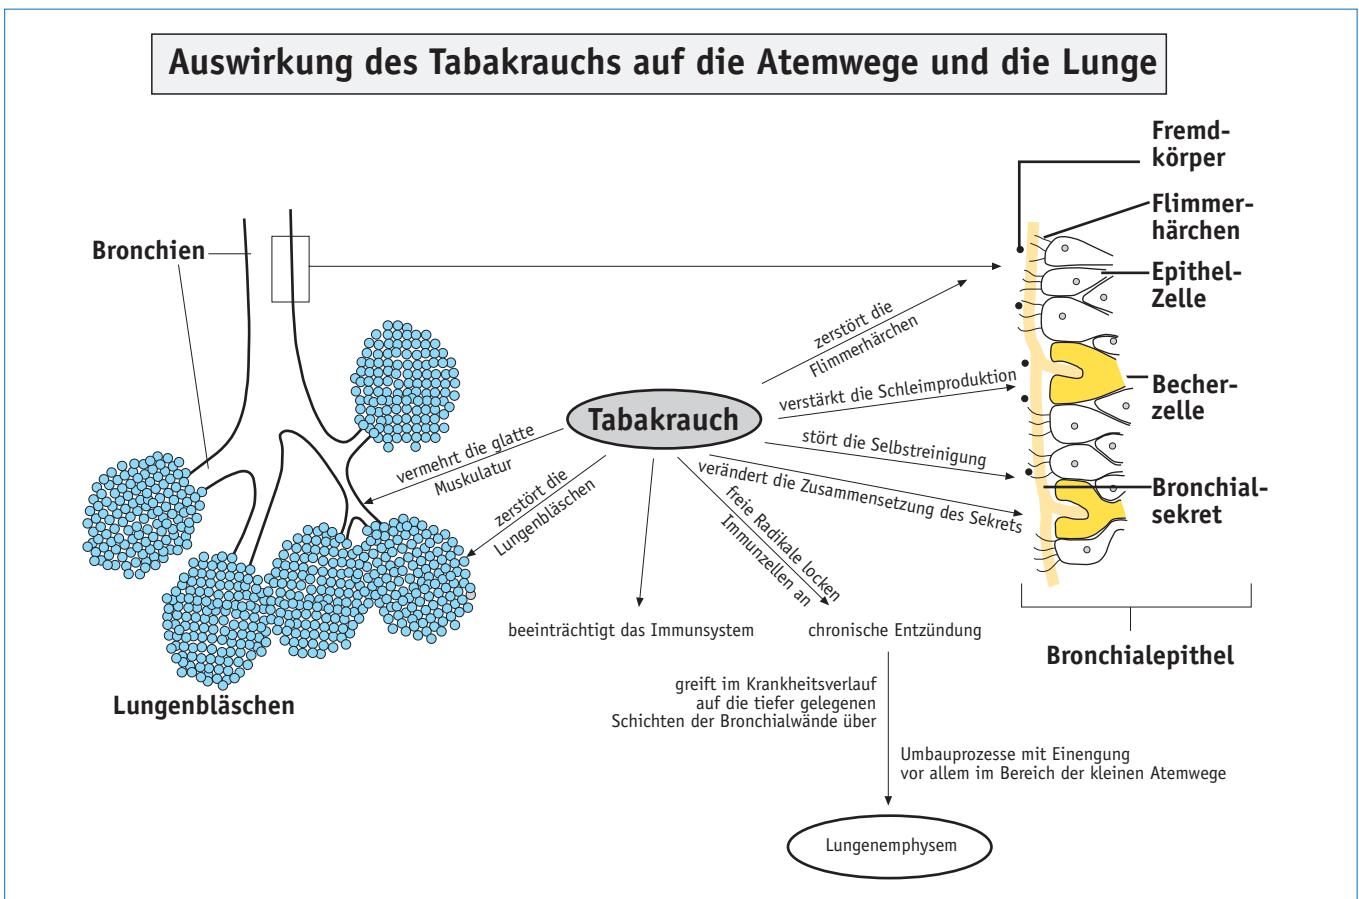 Auswirkung des Tabakrauchs auf die Atemwege und die Lunge
Fremd-
körper
Flimmer-
härchen
Bronchien
Epithel-
Zelle
zerstört die
Flimmerhärchen
Becher-
zelle
verstärkt die Schleimproduktion
Tabakrauch
vermehrt die glatte
Muskulatur
stört die Selbstreinigung
verändert die Zusammensetzung des Sekrets
zerstört die
Lungenbläschen
freie Radikale locken
Immunzellen an
Bronchial-
sekret
beeinträchtigt das Immunsystem
chronische Entzündung
Bronchialepithel
Lungenbläschen
greift im Krankheitsverlauf
auf die tiefer gelegenen
Schichten der Bronchialwände über
Umbauprozesse mit Einengung
vor allem im Bereich der kleinen Atemwege
Lungenemphysem